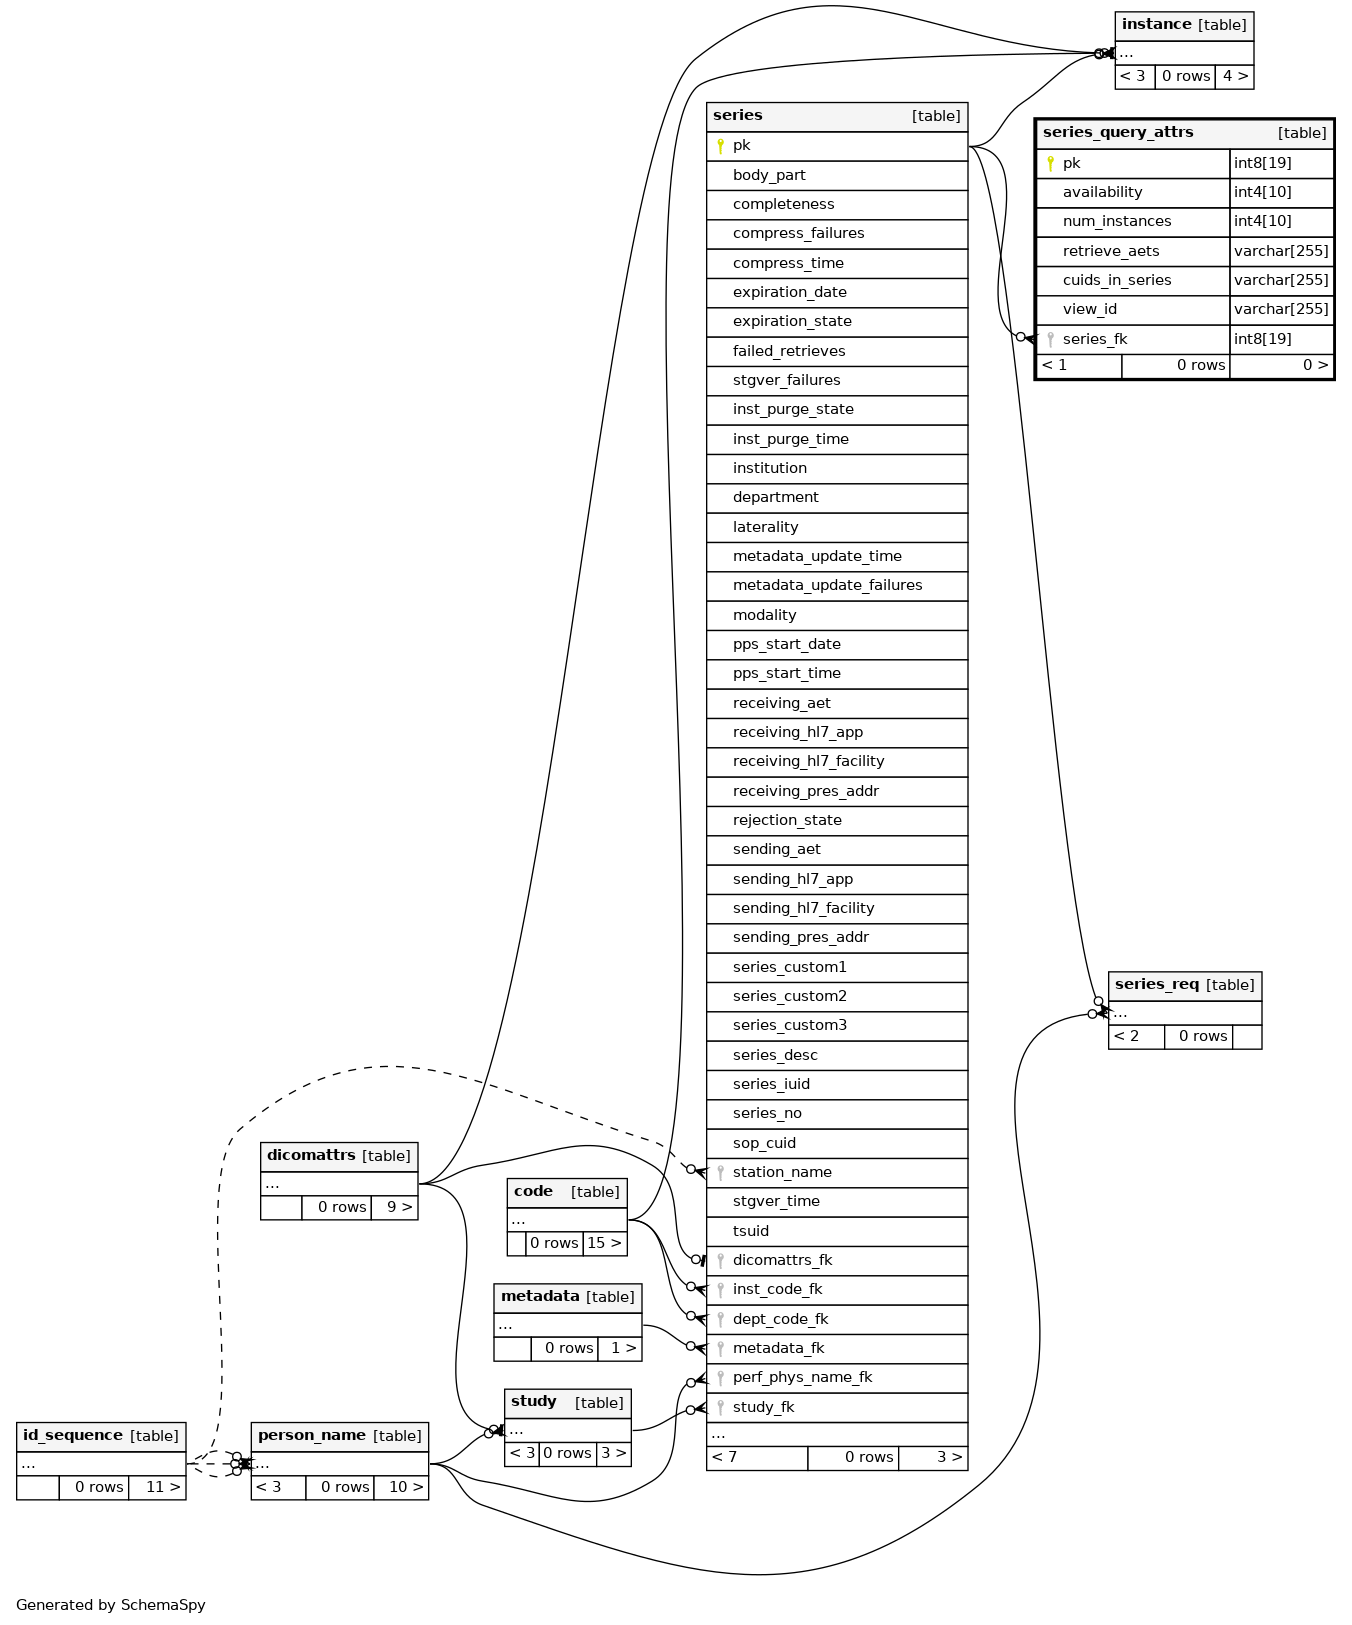 instance [table]
...
< 3 0 rows 4 >
series [table]
pk
body_part
completeness
compress_failures
compress_time
expiration_date
expiration_state
failed_retrieves
stgver_failures
inst_purge_state
inst_purge_time
institution
department
laterality
metadata_update_time
metadata_update_failures
modality
pps_start_date
pps_start_time
receiving_aet
receiving_hl7_app
receiving_hl7_facility
receiving_pres_addr
rejection_state
sending_aet
sending_hl7_app
sending_hl7_facility
sending_pres_addr
series_custom1
series_custom2
series_custom3
series_desc
series_iuid
series_no
sop_cuid
station_name
stgver_time
tsuid
dicomattrs_fk
inst_code_fk
dept_code_fk
metadata_fk
perf_phys_name_fk
study_fk
...
< 7 0 rows 3 >
series_query_attrs [table]
pk int8[19]
availability int4[10]
num_instances int4[10]
retrieve_aets varchar[255]
cuids_in_series varchar[255]
view_id varchar[255]
series_fk int8[19]
< 1 0 rows 0 >
series_req [table]
...
< 2 0 rows
dicomattrs [table]
...
0 rows 9 >
code [table]
...
0 rows 15 >
metadata [table]
...
0 rows 1 >
study [table]
...
< 3 0 rows 3 >
id_sequence [table]
...
0 rows 11 >
person_name [table]
...
< 3 0 rows 10 >
Generated by SchemaSpy